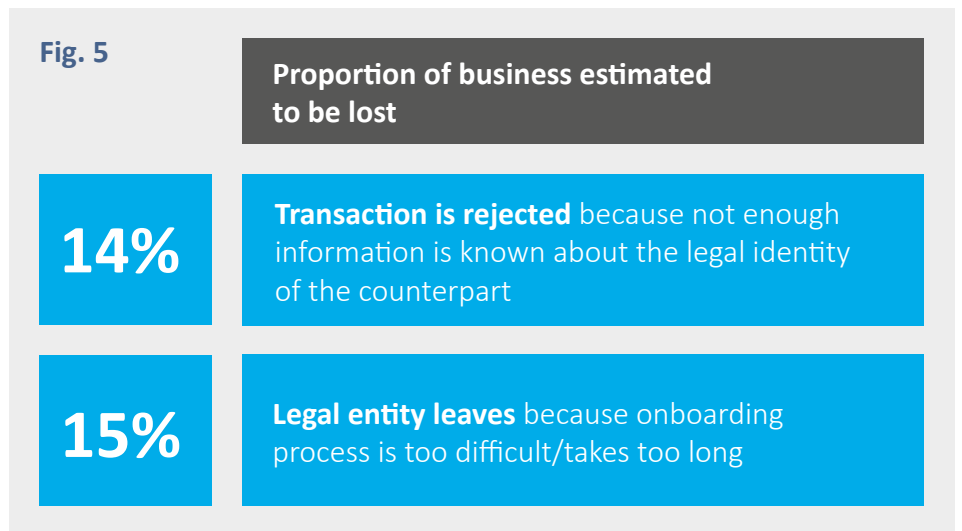 Fig. 5
Proportion of business estimated
to be lost
14%
Transaction is rejected because not enough
information is known about the legal identity
of the counterpart
15%
Legal entity leaves because onboarding
process is too difficult/takes too long